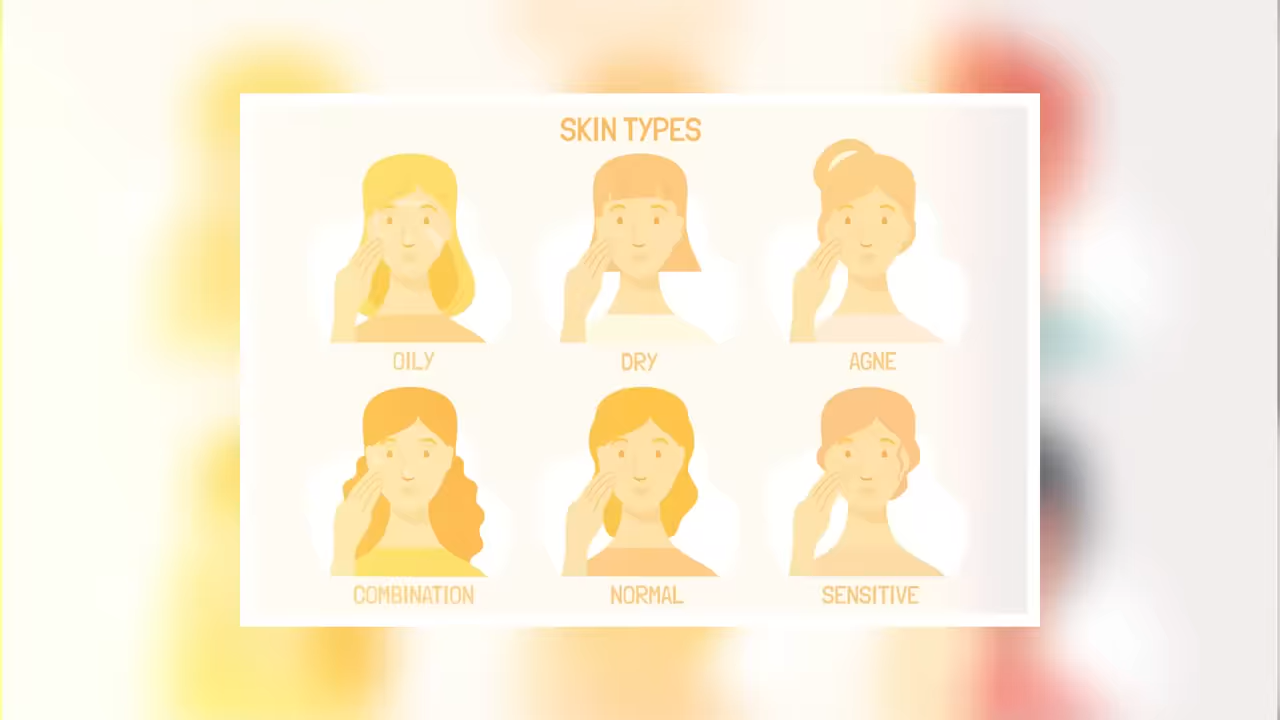 SKIN TYPES
OILY
DRY
AGNE
COMBINATION
NORMAL
SENSITIVE